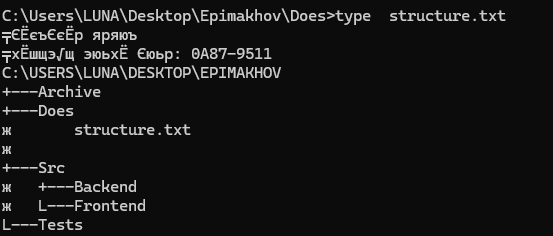 C:\Users\LUNA\Desktop\Epimakhov\Does>type  structure.txt
╤ЄЁєъЄєЁр яряюъ
╤хЁшщэ√щ эюьхЁ Єюьр: 0A87-9511
C:\USERS\LUNA\DESKTOP\EPIMAKHOV
+---Archive
+---Does
ж       structure.txt
ж
+---Src
ж   +---Backend
ж   L---Frontend
L---Tests